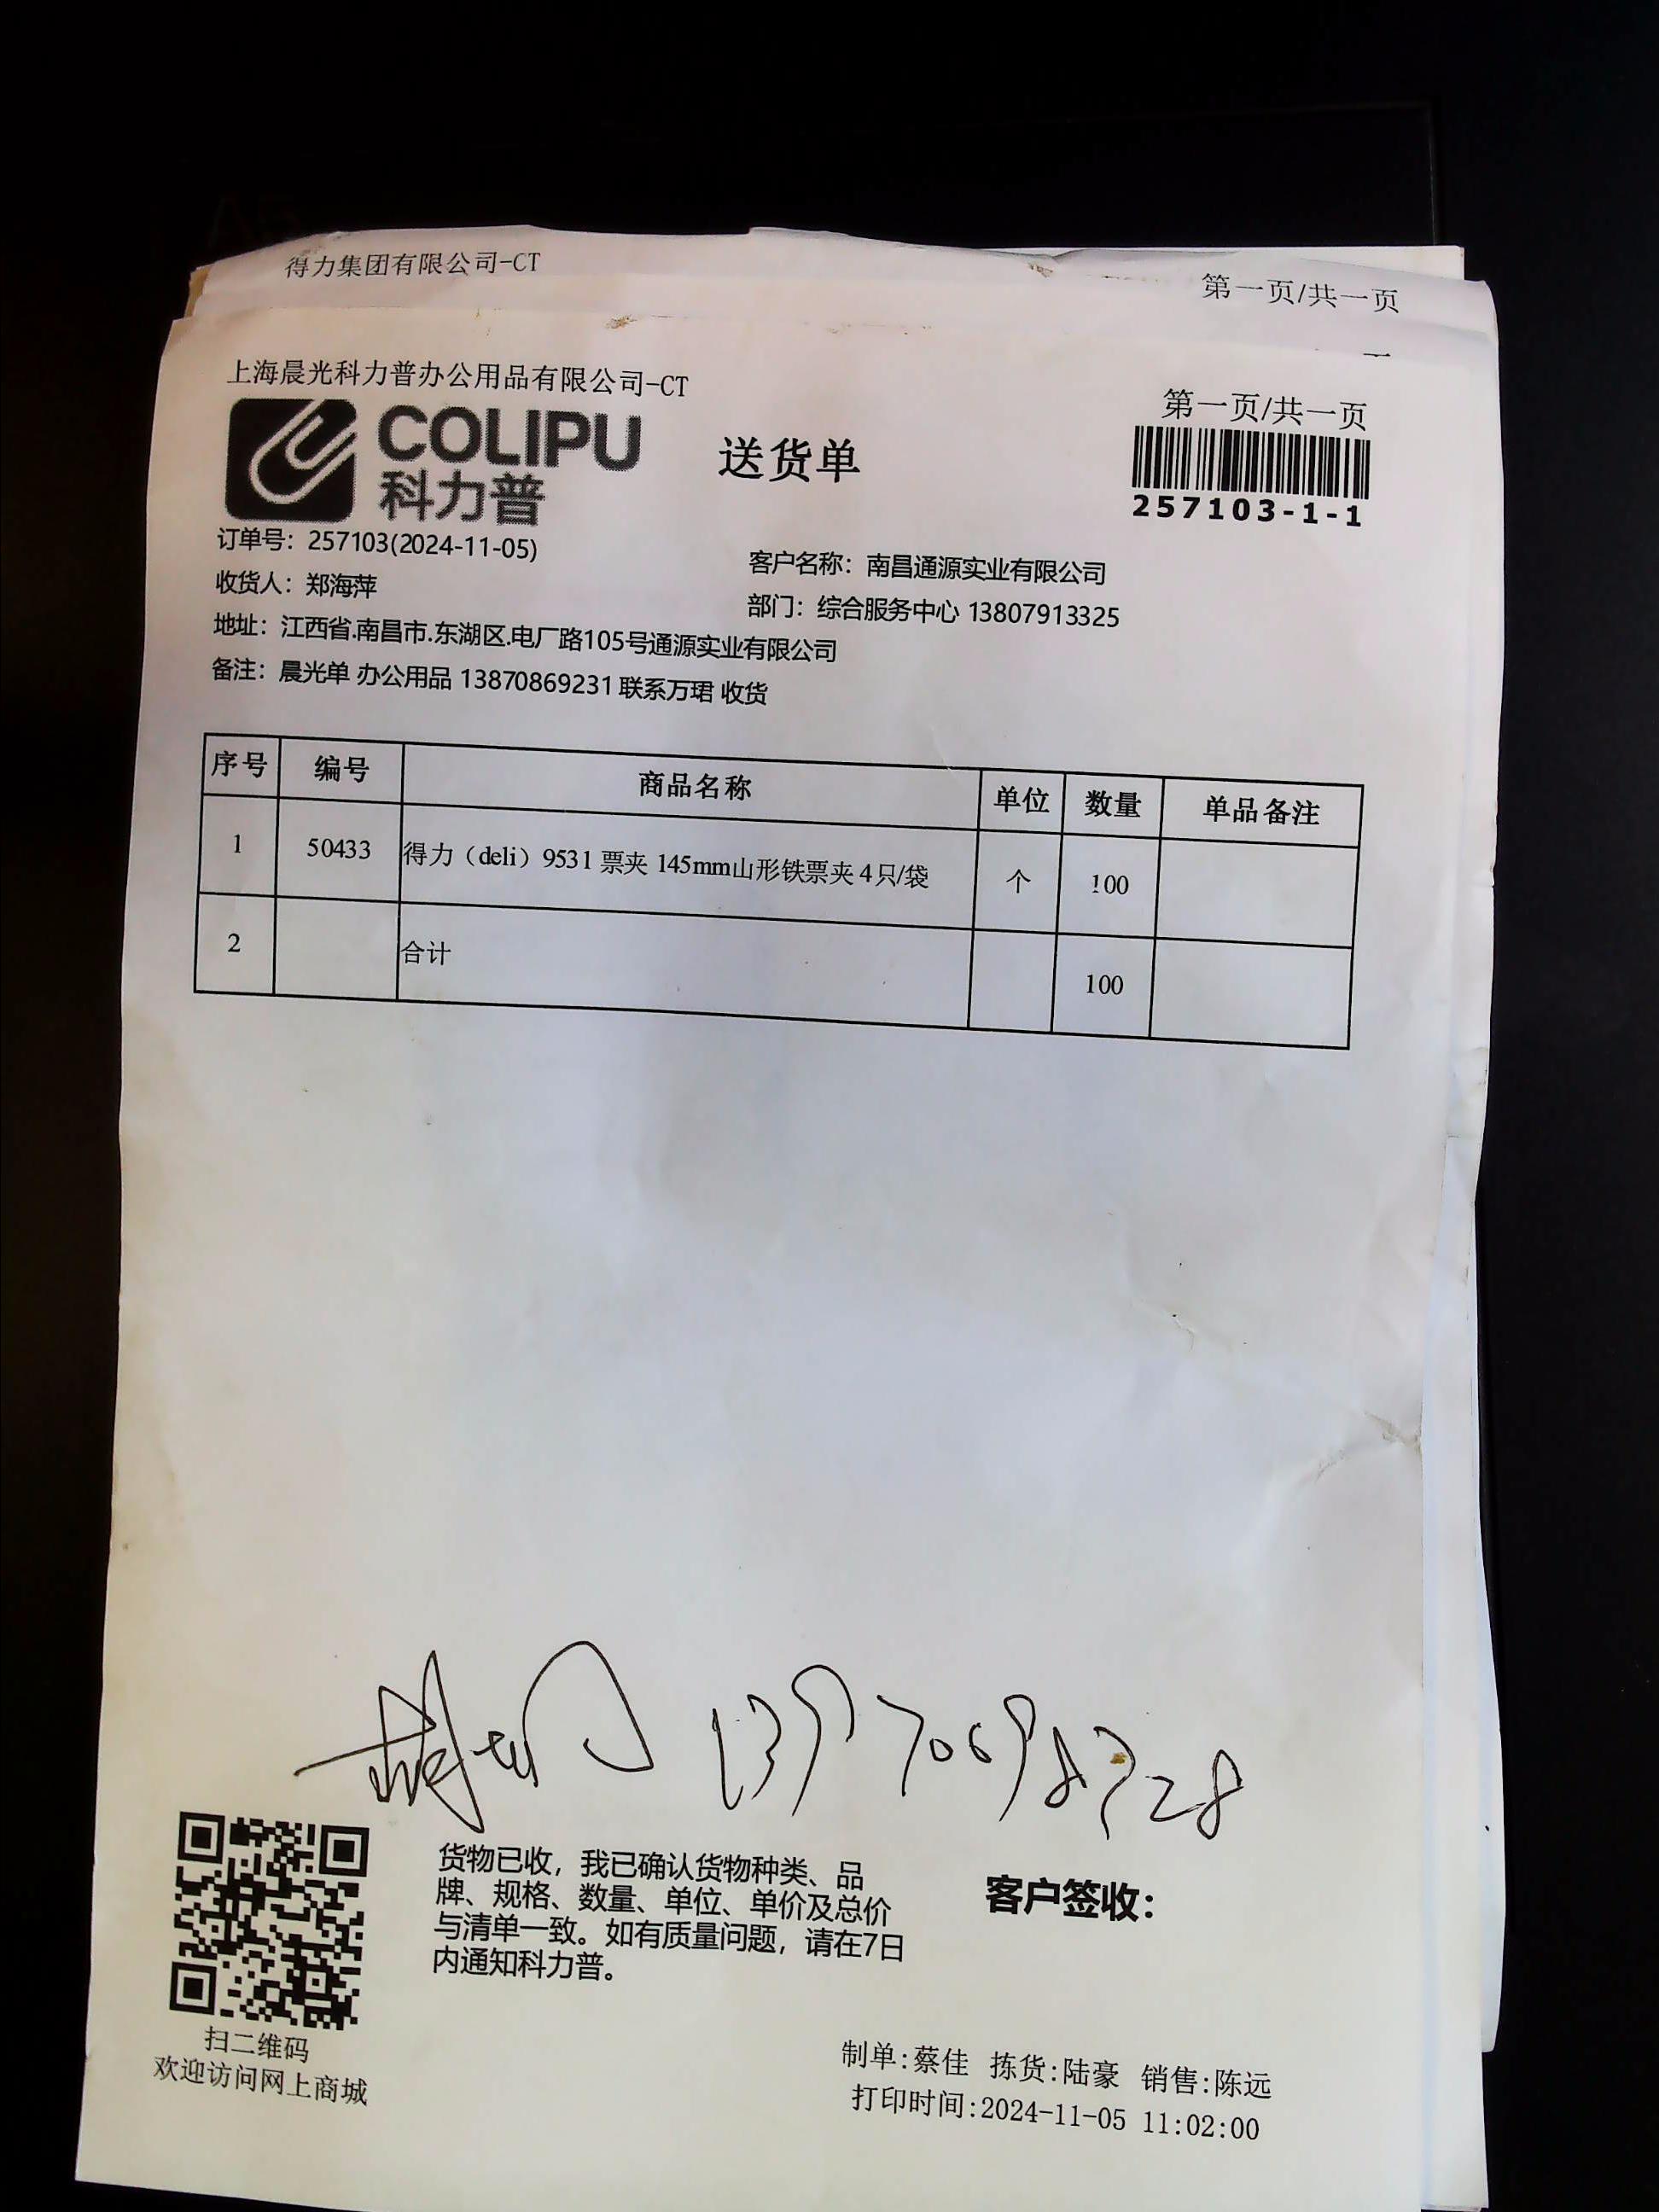 得力集团有限公司-CT
第一页/共一页
上海晨光科力普办公用品有限公司-CT
第一页/共一页
COLIPU
科力普
送货单
257103-1-1
订单号：257103(2024-11-05)
客户名称：南昌通源实业有限公司
收货人：郑海萍
部门：综合服务中心 13807913325
地址：江西省.南昌市.东湖区.电厂路105号通源实业有限公司
备注：晨光单 办公用品 13870869231 联系万珺 收货
序号 编号 商品名称 单位 数量 单品备注
1 50433 得力（deli）9531 票夹 145mm山形铁票夹 4只/袋 个 100
2 合计 100
货物已收，我已确认货物种类、品
牌、规格、数量、单位、单价及总价
与清单一致。如有质量问题，请在7日
内通知科力普。
客户签收：
扫二维码
欢迎访问网上商城
制单:蔡佳 拣货:陆豪 销售:陈远
打印时间:2024-11-05 11:02:00